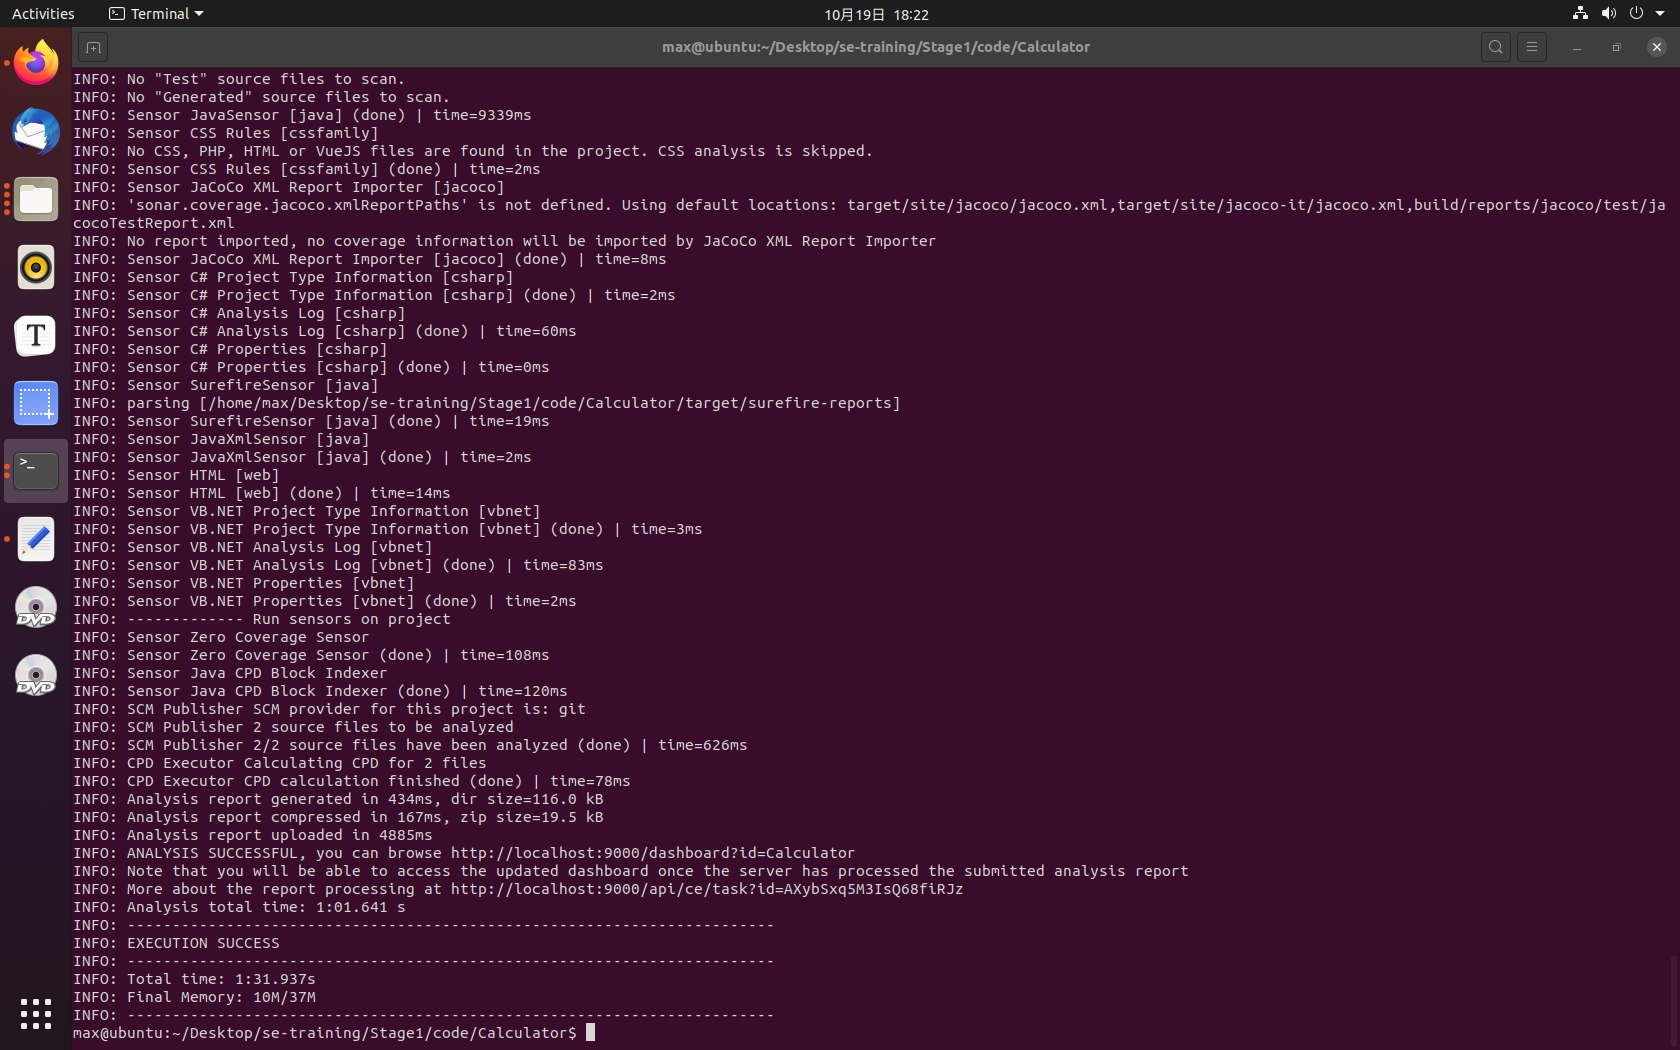 Activities
Terminal
10月19日 18:22
max@ubuntu:~/Desktop/se-training/Stage1/code/Calculator
INFO: No "Test" source files to scan.
INFO: No "Generated" source files to scan.
INFO: Sensor JavaSensor [java] (done) | time=9339ms
INFO: Sensor CSS Rules [cssfamily]
INFO: No CSS, PHP, HTML or VueJS files are found in the project. CSS analysis is skipped.
INFO: Sensor CSS Rules [cssfamily] (done) | time=2ms
INFO: Sensor JaCoCo XML Report Importer [jacoco]
INFO: 'sonar.coverage.jacoco.xmlReportPaths' is not defined. Using default locations: target/site/jacoco/jacoco.xml,target/site/jacoco-it/jacoco.xml,build/reports/jacoco/test/ja
cocoTestReport.xml
INFO: No report imported, no coverage information will be imported by JaCoCo XML Report Importer
INFO: Sensor JaCoCo XML Report Importer [jacoco] (done) | time=8ms
INFO: Sensor C# Project Type Information [csharp]
INFO: Sensor C# Project Type Information [csharp] (done) | time=2ms
INFO: Sensor C# Analysis Log [csharp]
INFO: Sensor C# Analysis Log [csharp] (done) | time=60ms
INFO: Sensor C# Properties [csharp]
INFO: Sensor C# Properties [csharp] (done) | time=0ms
INFO: Sensor SurefireSensor [java]
INFO: parsing [/home/max/Desktop/se-training/Stage1/code/Calculator/target/surefire-reports]
INFO: Sensor SurefireSensor [java] (done) | time=19ms
INFO: Sensor JavaXmlSensor [java]
INFO: Sensor JavaXmlSensor [java] (done) | time=2ms
INFO: Sensor HTML [web]
INFO: Sensor HTML [web] (done) | time=14ms
INFO: Sensor VB.NET Project Type Information [vbnet]
INFO: Sensor VB.NET Project Type Information [vbnet] (done) | time=3ms
INFO: Sensor VB.NET Analysis Log [vbnet]
INFO: Sensor VB.NET Analysis Log [vbnet] (done) | time=83ms
INFO: Sensor VB.NET Properties [vbnet]
INFO: Sensor VB.NET Properties [vbnet] (done) | time=2ms
INFO: ------------- Run sensors on project
INFO: Sensor Zero Coverage Sensor
INFO: Sensor Zero Coverage Sensor (done) | time=108ms
INFO: Sensor Java CPD Block Indexer
INFO: Sensor Java CPD Block Indexer (done) | time=120ms
INFO: SCM Publisher SCM provider for this project is: git
INFO: SCM Publisher 2 source files to be analyzed
INFO: SCM Publisher 2/2 source files have been analyzed (done) | time=626ms
INFO: CPD Executor Calculating CPD for 2 files
INFO: CPD Executor CPD calculation finished (done) | time=78ms
INFO: Analysis report generated in 434ms, dir size=116.0 kB
INFO: Analysis report compressed in 167ms, zip size=19.5 kB
INFO: Analysis report uploaded in 4885ms
INFO: ANALYSIS SUCCESSFUL, you can browse http://localhost:9000/dashboard?id=Calculator
INFO: Note that you will be able to access the updated dashboard once the server has processed the submitted analysis report
INFO: More about the report processing at http://localhost:9000/api/ce/task?id=AXybSxq5M3IsQ68fiRJz
INFO: Analysis total time: 1:01.641 s
INFO: ------------------------------------------------------------------------
INFO: EXECUTION SUCCESS
INFO: ------------------------------------------------------------------------
INFO: Total time: 1:31.937s
INFO: Final Memory: 10M/37M
INFO: ------------------------------------------------------------------------
max@ubuntu:~/Desktop/se-training/Stage1/code/Calculator$
T
>_
DVD
DVD